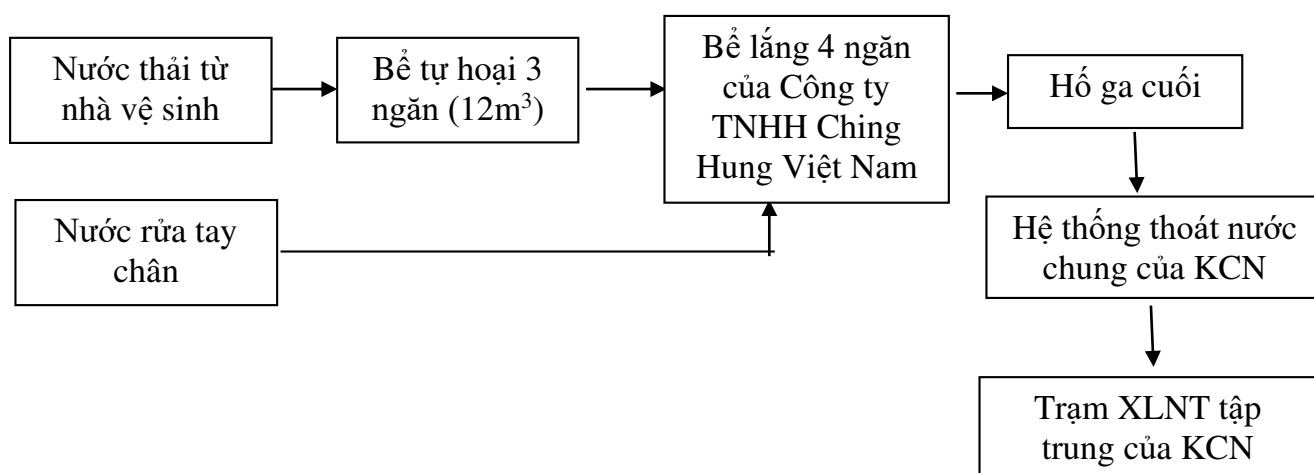 Nước thải từ
nhà vệ sinh
Bể tự hoại 3
ngăn (12m³)
Bể lắng 4 ngăn
của Công ty
TNHH Ching
Hung Việt Nam
Hố ga cuối
Nước rửa tay
chân
Hệ thống thoát nước
chung của KCN
Trạm XLNT tập
trung của KCN